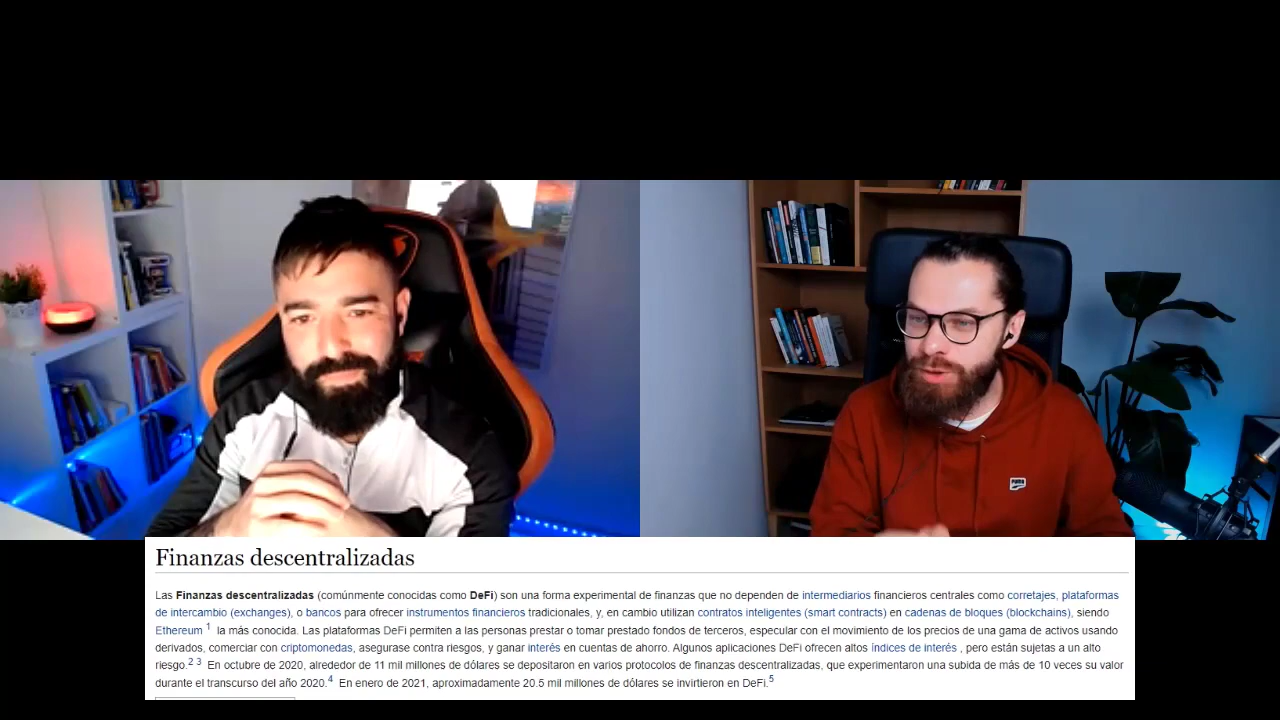 PUMA
Finanzas descentralizadas
Las Finanzas descentralizadas (comúnmente conocidas como DeFi) son una forma experimental de finanzas que no dependen de intermediarios financieros centrales como corretajes, plataformas
de intercambio (exchanges), o bancos para ofrecer instrumentos financieros tradicionales, y, en cambio utilizan contratos inteligentes (smart contracts) en cadenas de bloques (blockchains), siendo
Ethereum 1 la más conocida. Las plataformas DeFi permiten a las personas prestar o tomar prestado fondos de terceros, especular con el movimiento de los precios de una gama de activos usando
derivados, comerciar con criptomonedas, asegurase contra riesgos, y ganar interés en cuentas de ahorro. Algunos aplicaciones DeFi ofrecen altos índices de interés , pero están sujetas a un alto
riesgo.2 3 En octubre de 2020, alrededor de 11 mil millones de dólares se depositaron en varios protocolos de finanzas descentralizadas, que experimentaron una subida de más de 10 veces su valor
durante el transcurso del año 2020.4 En enero de 2021, aproximadamente 20.5 mil millones de dólares se invirtieron en DeFi.5